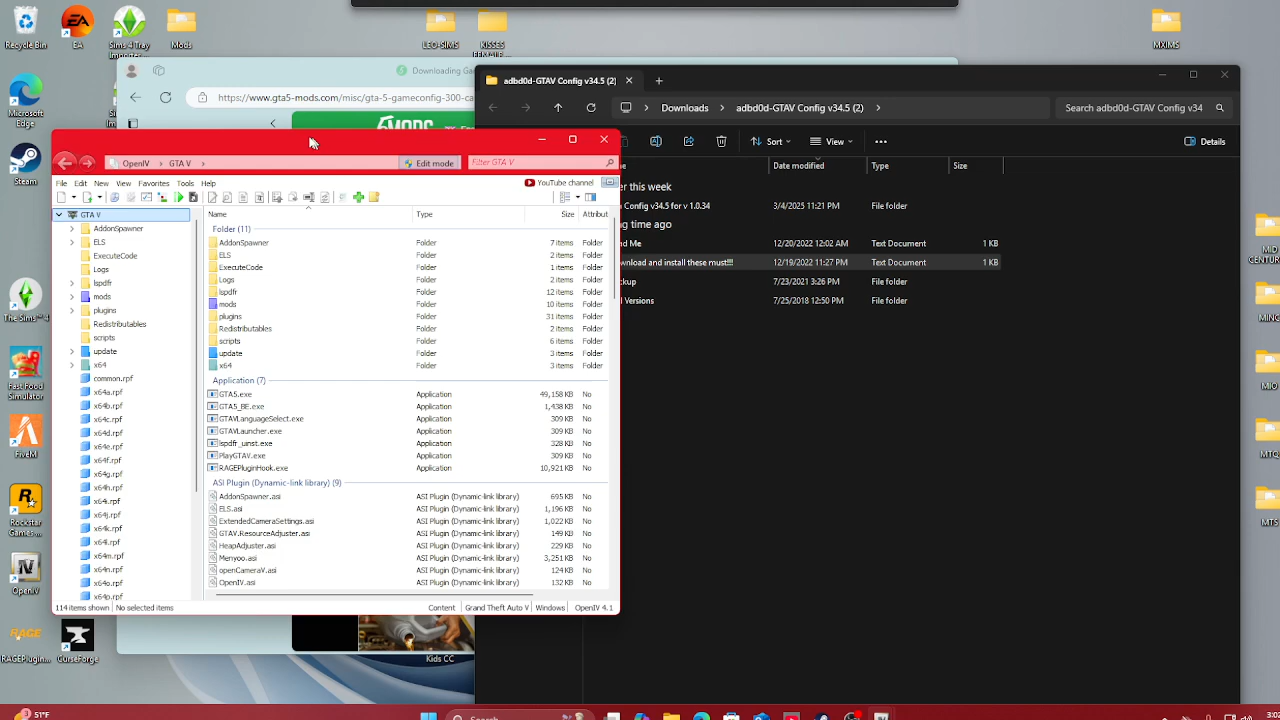 Recycle Bin
EA
Sims 4 Tray Importer...
Mods
LEO-SIMS
KISSES
FEMALE
MXIMS
Microsoft Edge
Steam
The Sims™ 4
Fast Food Simulator
FiveM
Rockstar Games...
OpenIV
RAGE
RAGEPlugin...
CurseForge
MID CENTUR
MINC
MIO
MTQ
MTS
Downloading Ga
https://www.gta5-mods.com/misc/gta-5-gameconfig-300-ca
Kids CC
adbd0d-GTAV Config v34.5 (2)
Downloads
adbd0d-GTAV Config v34.5 (2)
Search adbd0d-GTAV Config v34
Sort
View
Details
Date modified Type Size
er this week
Config v34.5 for v 1.0.34 3/4/2025 11:21 PM File folder
ng time ago
d Me 12/20/2022 12:02 AM Text Document 1 KB
wnload and install these must!!! 12/19/2022 11:27 PM Text Document 1 KB
ckup 7/23/2021 3:26 PM File folder
l Versions 7/25/2018 12:50 PM File folder
OpenIV GTA V Edit mode Filter GTA V
File Edit New View Favorites Tools Help YouTube channel
GTA V
AddonSpawner
ELS
ExecuteCode
Logs
lspdfr
mods
plugins
Redistributables
scripts
update
x64
common.rpf
x64a.rpf
x64b.rpf
x64c.rpf
x64d.rpf
x64e.rpf
x64f.rpf
x64g.rpf
x64h.rpf
x64i.rpf
x64j.rpf
x64k.rpf
x64l.rpf
x64m.rpf
x64n.rpf
x64o.rpf
x64p.rpf
Name Type Size Attribut
Folder (11)
AddonSpawner Folder 7 items Folder
ELS Folder 2 items Folder
ExecuteCode Folder 1 items Folder
Logs Folder 2 items Folder
lspdfr Folder 12 items Folder
mods Folder 10 items Folder
plugins Folder 31 items Folder
Redistributables Folder 2 items Folder
scripts Folder 6 items Folder
update Folder 3 items Folder
x64 Folder 3 items Folder
Application (7)
GTA5.exe Application 49,158 KB No
GTA5_BE.exe Application 1,438 KB No
GTAVLanguageSelect.exe Application 309 KB No
GTAVLauncher.exe Application 309 KB No
lspdfr_uinst.exe Application 328 KB No
PlayGTAV.exe Application 309 KB No
RAGEPluginHook.exe Application 10,921 KB No
ASI Plugin (Dynamic-link library) (9)
AddonSpawner.asi ASI Plugin (Dynamic-link library) 695 KB No
ELS.asi ASI Plugin (Dynamic-link library) 1,196 KB No
ExtendedCameraSettings.asi ASI Plugin (Dynamic-link library) 1,022 KB No
GTAV.ResourceAdjuster.asi ASI Plugin (Dynamic-link library) 149 KB No
HeapAdjuster.asi ASI Plugin (Dynamic-link library) 229 KB No
Menyoo.asi ASI Plugin (Dynamic-link library) 3,251 KB No
openCameraV.asi ASI Plugin (Dynamic-link library) 124 KB No
OpenIV.asi ASI Plugin (Dynamic-link library) 132 KB No
114 items shown No selected items Content Grand Theft Auto V Windows OpenIV 4.1
3 51°F
Search